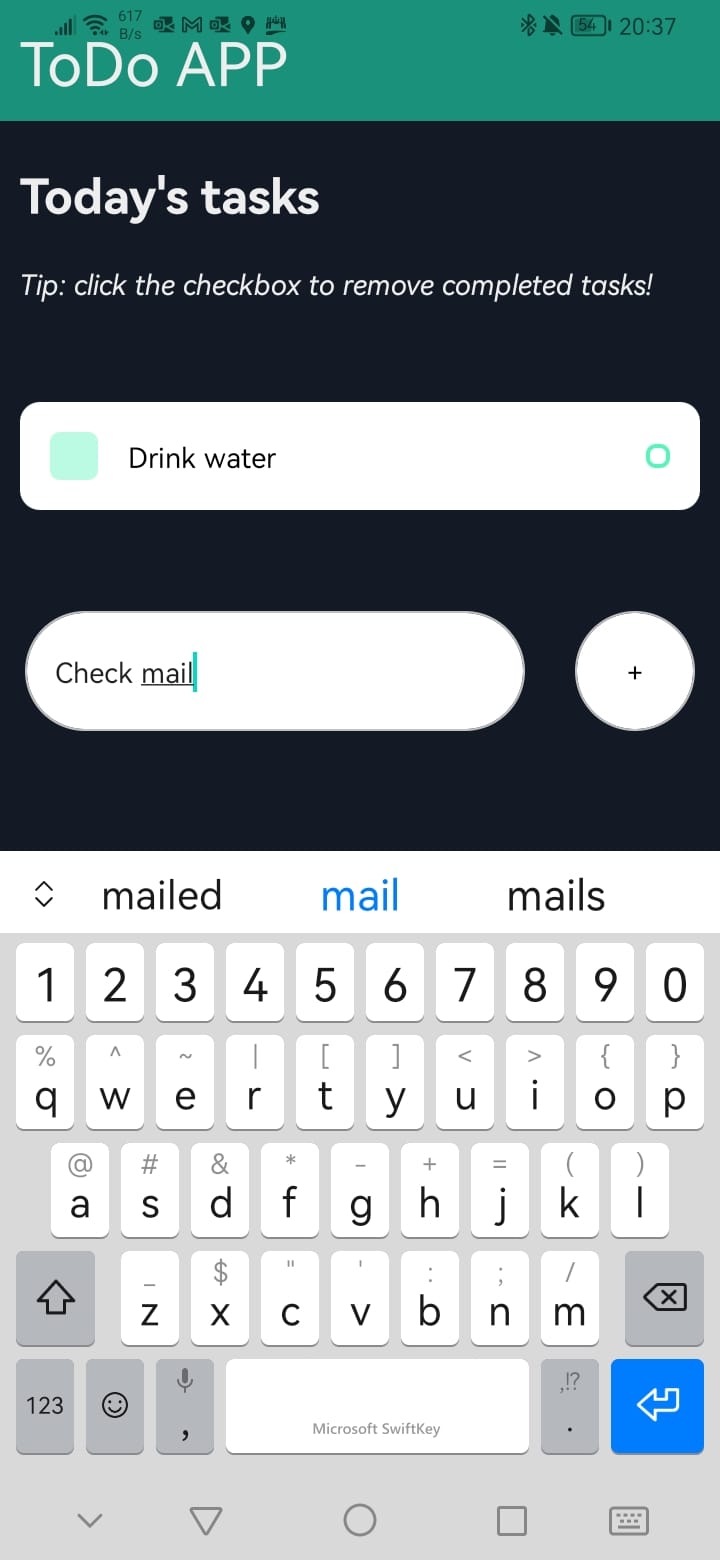 617
B/s
54
20:37
ToDo APP
Today's tasks
Tip: click the checkbox to remove completed tasks!
Drink water
Check mail
+
mailed mail mails
1 2 3 4 5 6 7 8 9 0
% ^ ~ | [ ] < > { }
q w e r t y u i o p
@ # & * - + = ( )
a s d f g h j k l
_ $ " ' : ; /
z x c v b n m
123 , Microsoft SwiftKey ,!? .